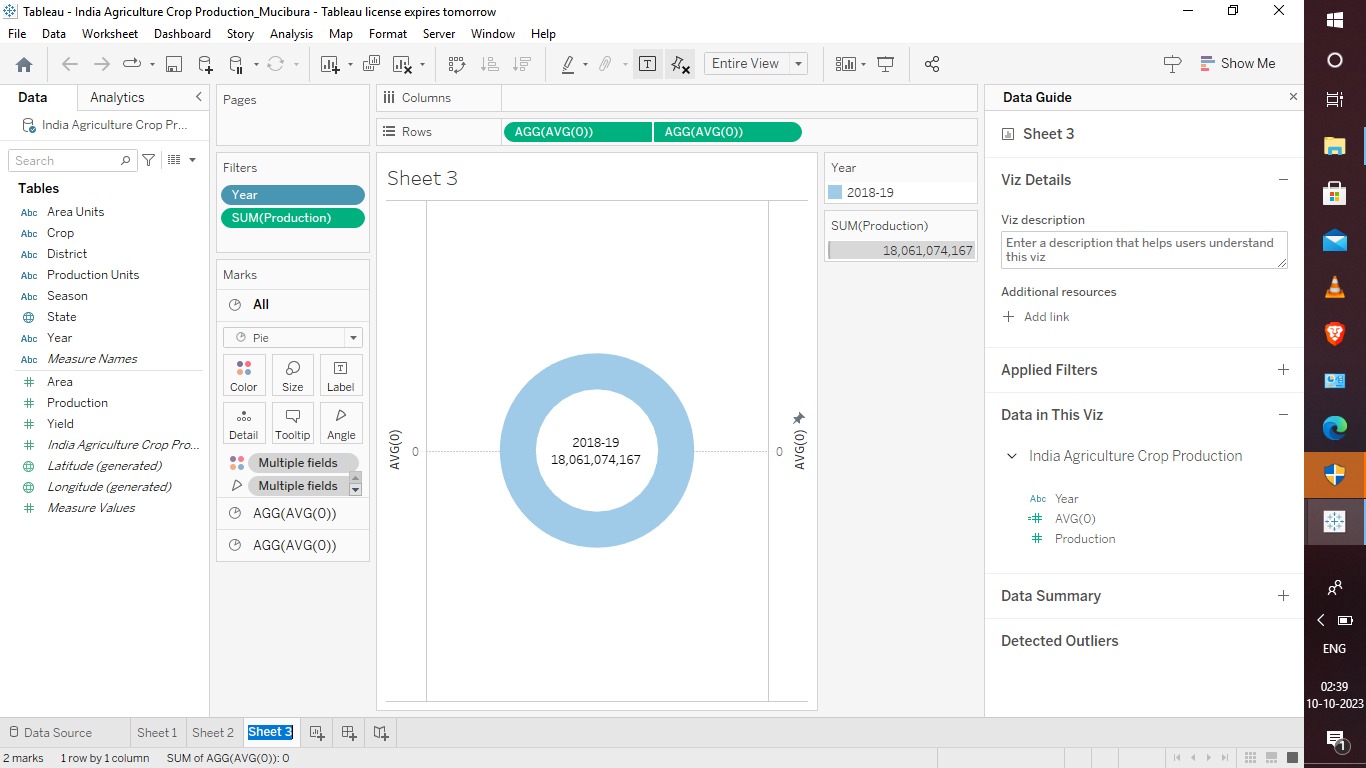 Tableau - India Agriculture Crop Production_Mucibura - Tableau license expires tomorrow
File Data Worksheet Dashboard Story Analysis Map Format Server Window Help
Entire View
Show Me
Data Analytics
India Agriculture Crop Pr...
Search
Tables
Abc Area Units
Abc Crop
Abc District
Abc Production Units
Abc Season
State
Abc Year
Abc Measure Names
Area
Production
Yield
India Agriculture Crop Pro...
Latitude (generated)
Longitude (generated)
Measure Values
Pages
Filters
Year
SUM(Production)
Marks
All
Pie
Color Size Label
Detail Tooltip Angle
Multiple fields
Multiple fields
AGG(AVG(0))
AGG(AVG(0))
Columns
Rows AGG(AVG(0)) AGG(AVG(0))
Sheet 3
AVG(0)
0
2018-19
18,061,074,167
0
AVG(0)
Year
2018-19
SUM(Production)
18,061,074,167
Data Guide
Sheet 3
Viz Details
Viz description
Enter a description that helps users understand
this viz
Additional resources
Add link
Applied Filters
Data in This Viz
India Agriculture Crop Production
Abc Year
AVG(0)
Production
Data Summary
Detected Outliers
Data Source Sheet 1 Sheet 2 Sheet 3
2 marks 1 row by 1 column SUM of AGG(AVG(0)): 0
ENG
02:39
10-10-2023
1